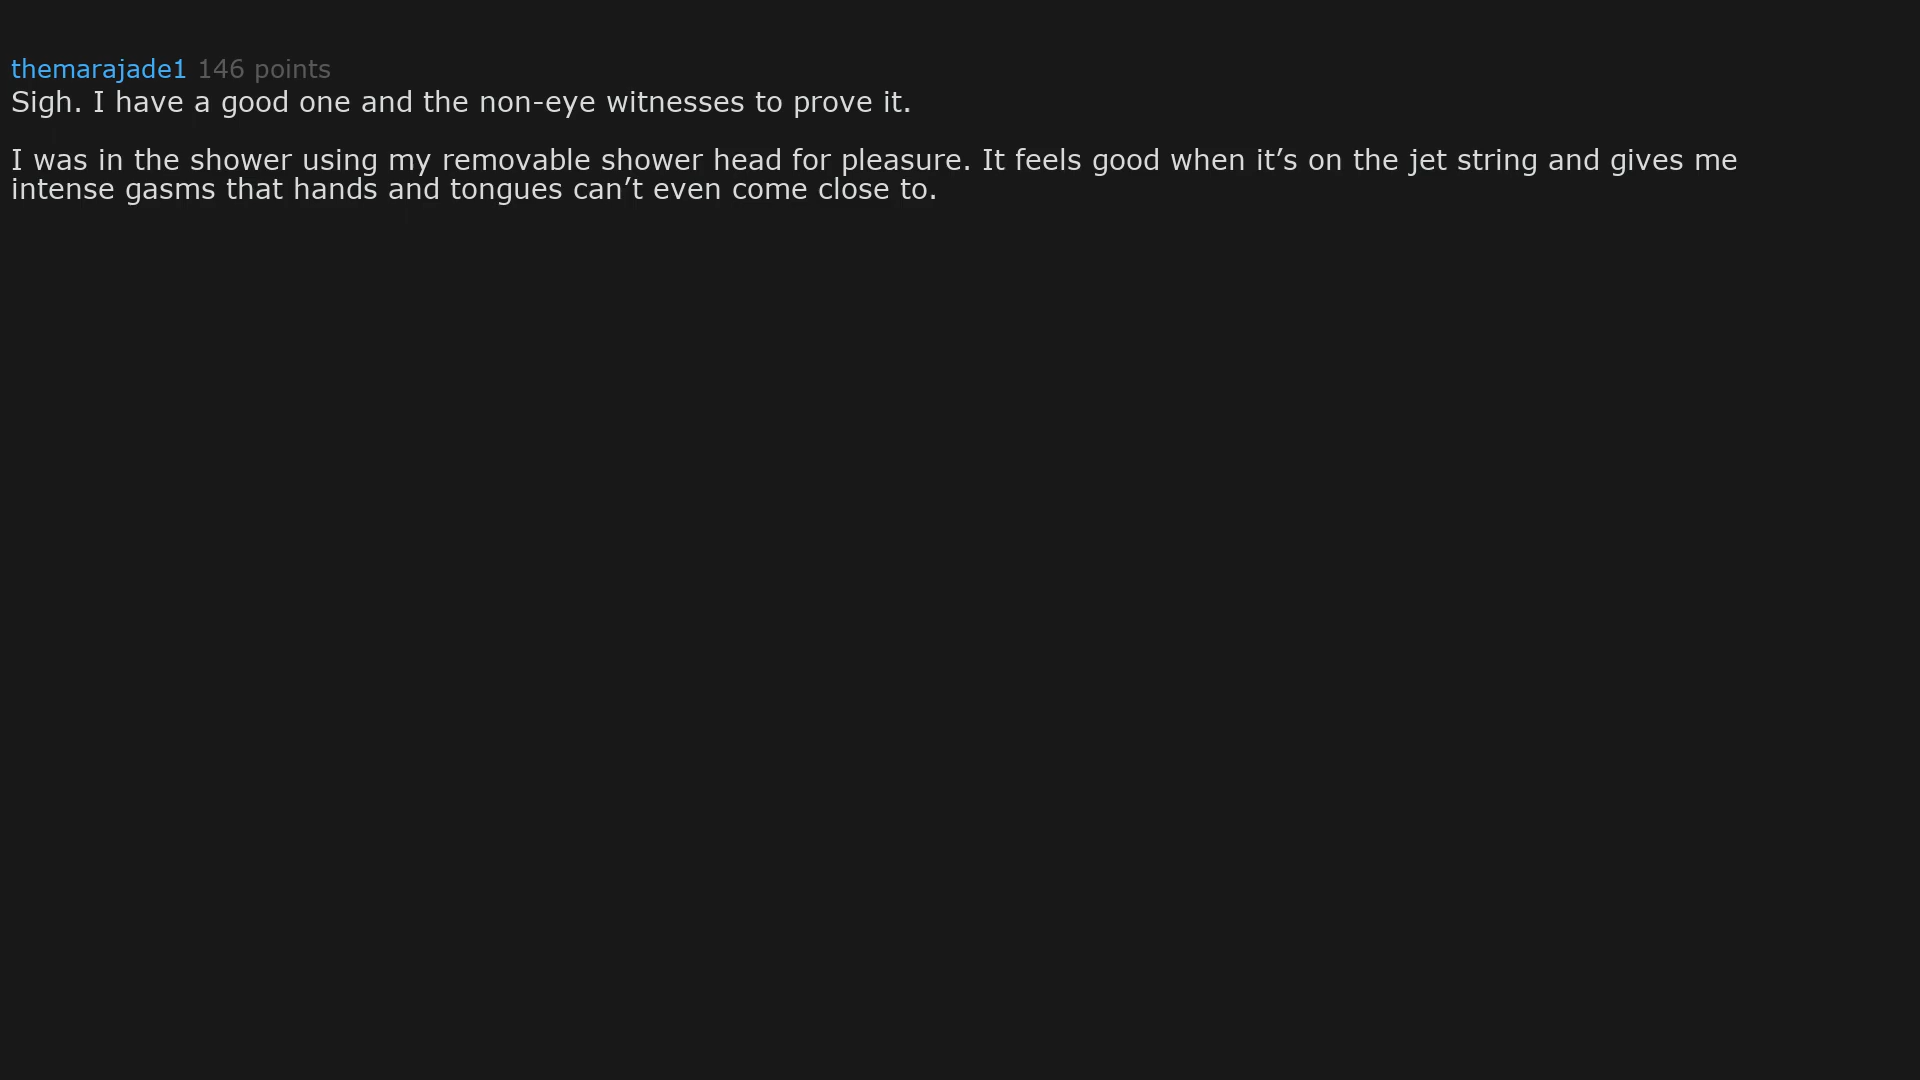 themarajade1 146 points
Sigh. I have a good one and the non-eye witnesses to prove it.
I was in the shower using my removable shower head for pleasure. It feels good when it’s on the jet string and gives me
intense gasms that hands and tongues can’t even come close to.